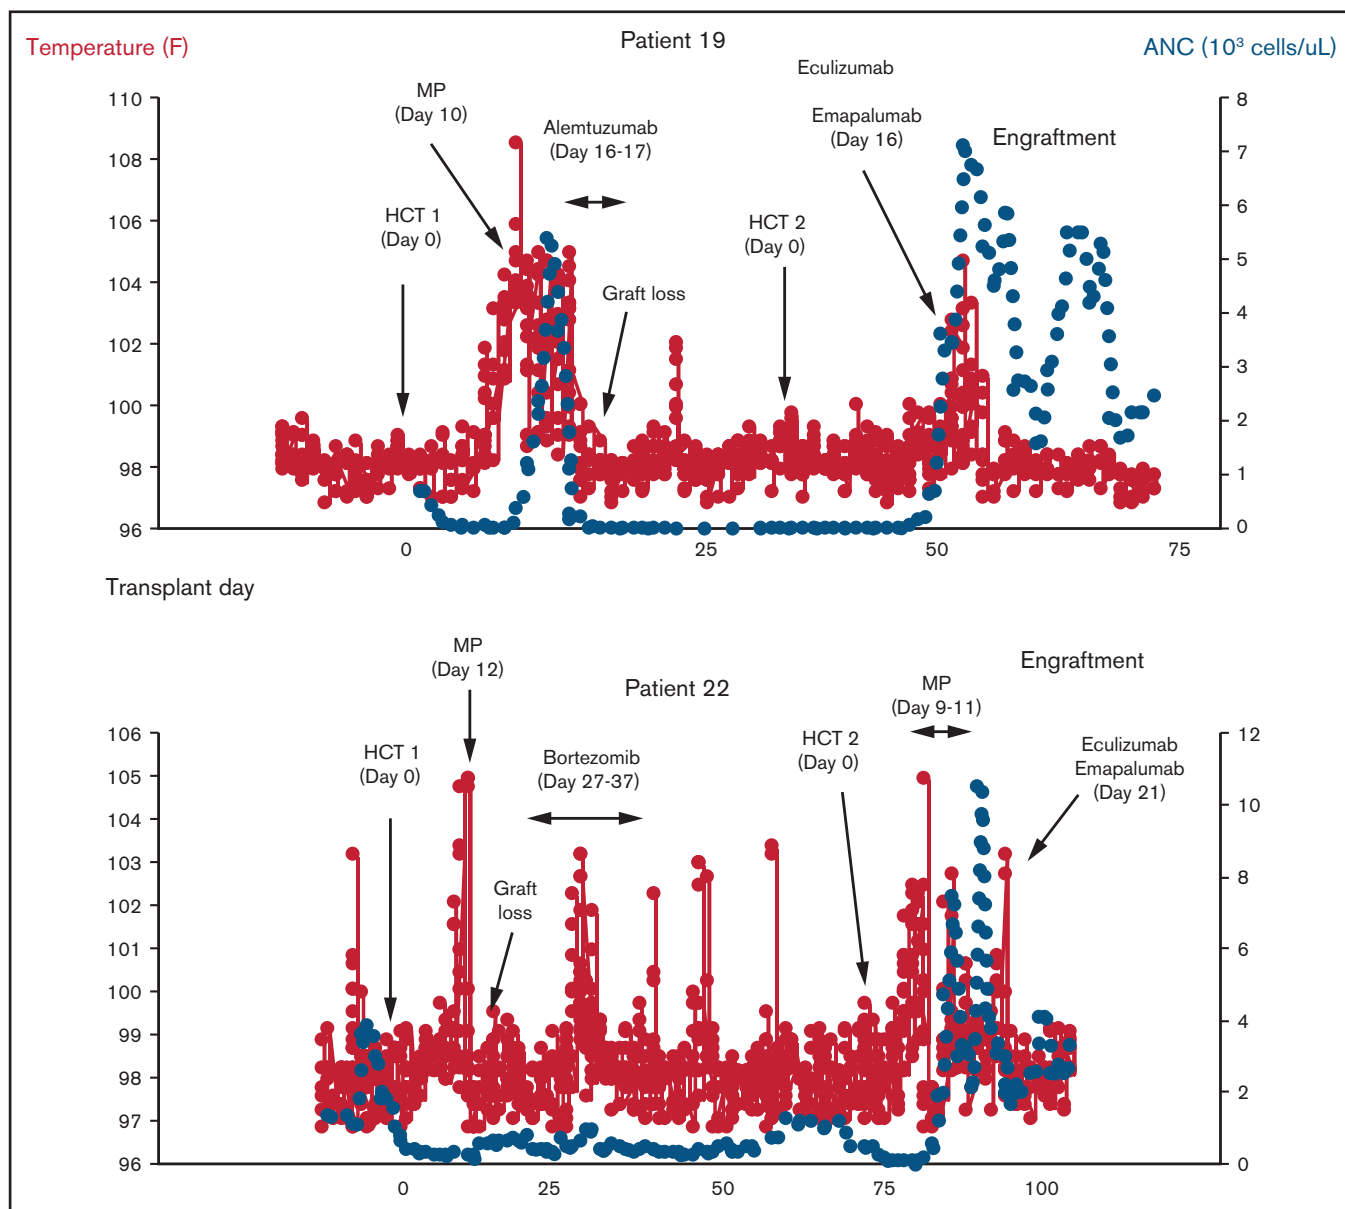 Temperature (F)
Patient 19
ANC (10³ cells/uL)
Eculizumab
MP
(Day 10)
Alemtuzumab
(Day 16-17)
Emapalumab
(Day 16)
Engraftment
HCT 1
(Day 0)
HCT 2
(Day 0)
Graft loss
110
108
106
104
102
100
98
96
8
7
6
5
4
3
2
1
0
0
25
50
75
Transplant day
MP
(Day 12)
Patient 22
Engraftment
MP
(Day 9-11)
HCT 1
(Day 0)
Bortezomib
(Day 27-37)
HCT 2
(Day 0)
Eculizumab
Emapalumab
(Day 21)
Graft
loss
106
105
104
103
102
101
100
99
98
97
96
12
10
8
6
4
2
0
0
25
50
75
100